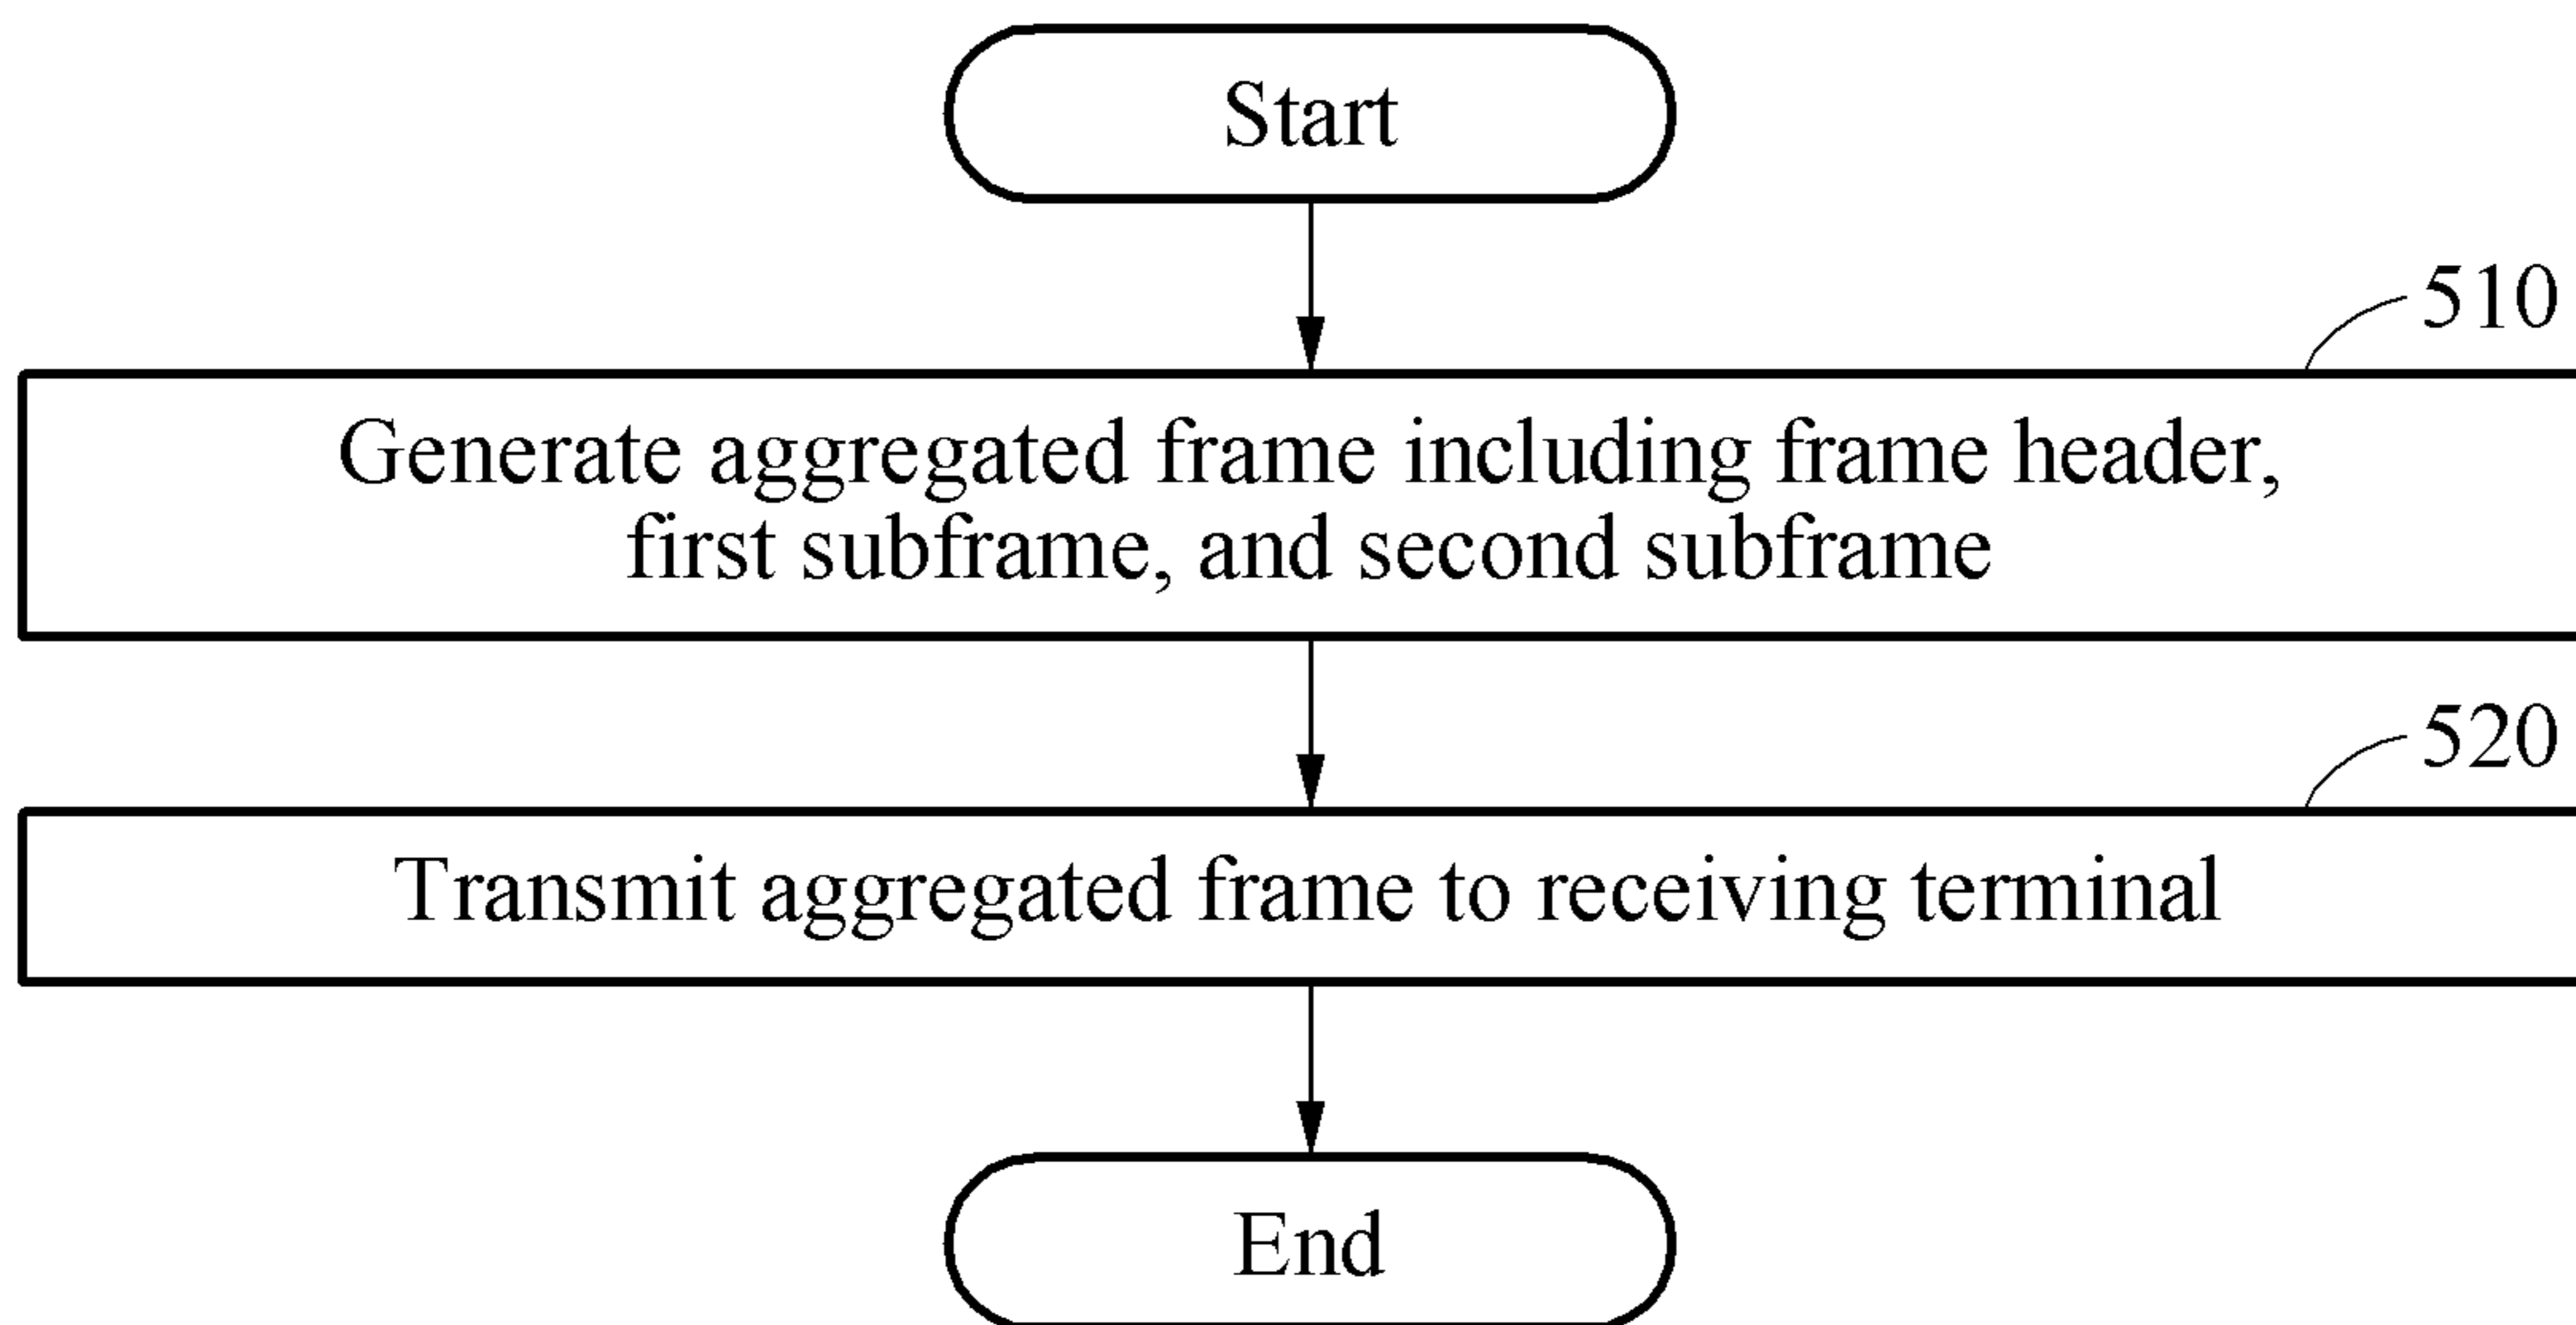 Start
510
Generate aggregated frame including frame header,
first subframe, and second subframe
520
Transmit aggregated frame to receiving terminal
End